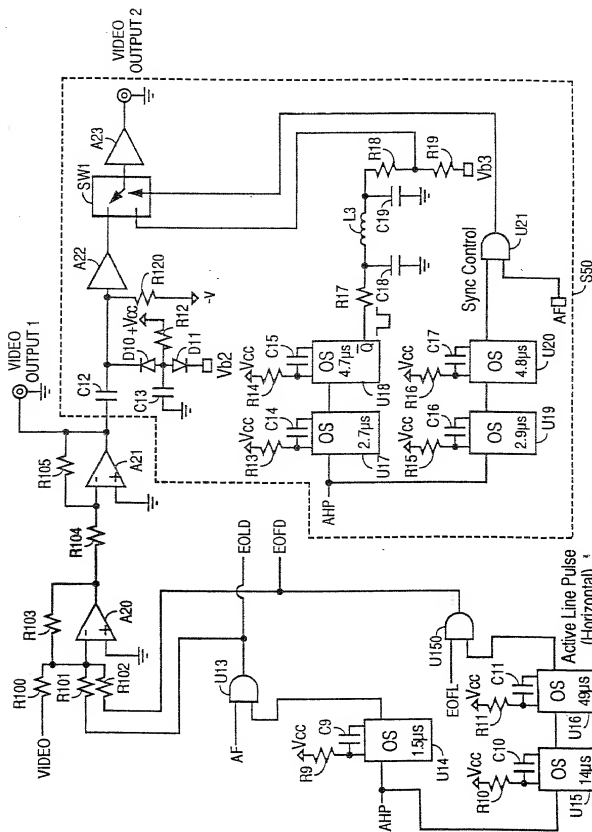 VIDEO
OUTPUT 2
VIDEO
OUTPUT 1
A23
SW1
A22
R120
-V
D10
+Vcc
R12
D11
C12
C13
Vb2
R105
A21
R104
R103
A20
R100
R101
R102
VIDEO
Vcc
R13
C14
OS
2.7µs
U17
Vcc
R14
C15
OS
4.7µs
Q
U18
R17
C18
L3
C19
R18
R19
Vb3
AHP
Vcc
R15
C16
OS
2.9µs
U19
Vcc
R16
C17
OS
4.8µs
U20
Sync Control
U21
AF
S50
EOLD
EOFD
U13
AF
Vcc
R9
C9
OS
1.5µs
U14
AHP
U150
EOFL
Vcc
R10
C10
OS
14µs
U15
Vcc
R11
C11
OS
49µs
U16
Active Line Pulse
(Horizontal)